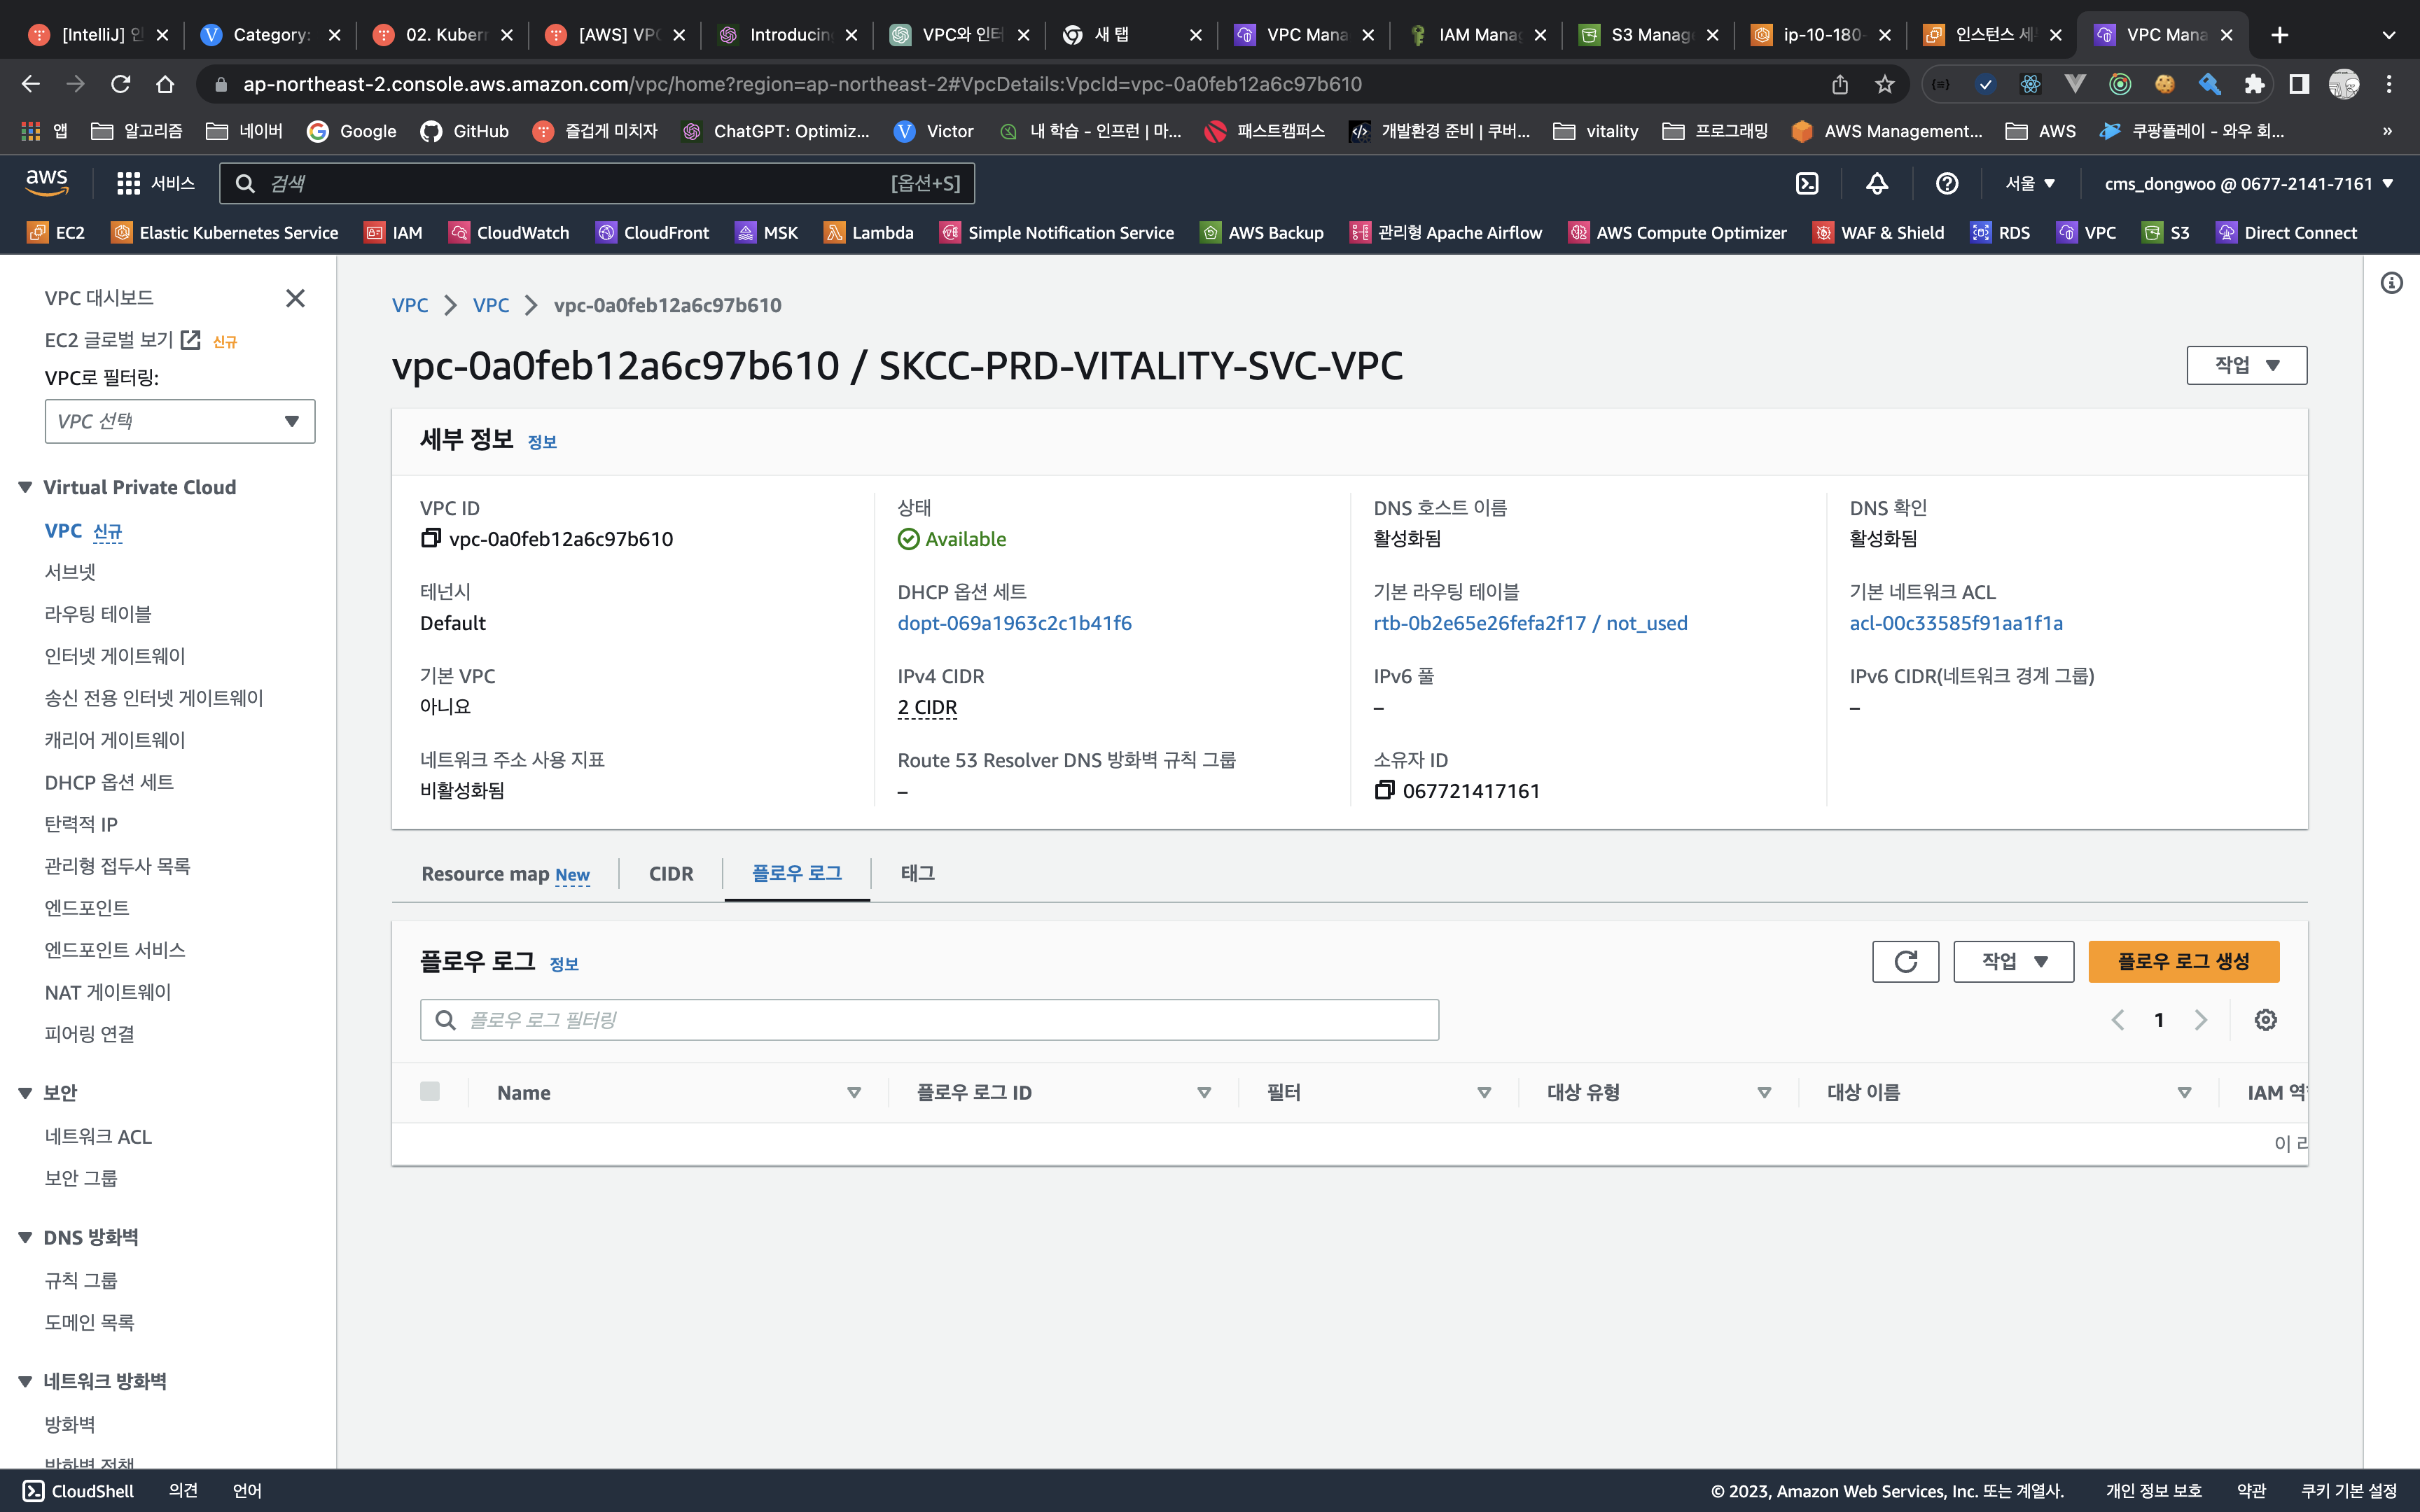 [IntelliJ] 인
Category:
02. Kuber
[AWS] VPC
Introducin
VPC와 인터
새 탭
VPC Mana
IAM Manag
S3 Manag
ip-10-180-
인스턴스 세
VPC Mana
ap-northeast-2.console.aws.amazon.com/vpc/home?region=ap-northeast-2#VpcDetails:VpcId=vpc-0a0feb12a6c97b610
앱
알고리즘
네이버
Google
GitHub
즐겁게 미치자
ChatGPT: Optimiz...
Victor
내 학습 - 인프런 | 마...
패스트캠퍼스
개발환경 준비 | 쿠버...
vitality
프로그래밍
AWS Management...
AWS
쿠팡플레이 - 와우 회...
»
aws
서비스
검색
[옵션+S]
서울
cms_dongwoo @ 0677-2141-7161
EC2
Elastic Kubernetes Service
IAM
CloudWatch
CloudFront
MSK
Lambda
Simple Notification Service
AWS Backup
관리형 Apache Airflow
AWS Compute Optimizer
WAF & Shield
RDS
VPC
S3
Direct Connect
VPC 대시보드
EC2 글로벌 보기 신규
VPC로 필터링:
VPC 선택
Virtual Private Cloud
VPC 신규
서브넷
라우팅 테이블
인터넷 게이트웨이
송신 전용 인터넷 게이트웨이
캐리어 게이트웨이
DHCP 옵션 세트
탄력적 IP
관리형 접두사 목록
엔드포인트
엔드포인트 서비스
NAT 게이트웨이
피어링 연결
보안
네트워크 ACL
보안 그룹
DNS 방화벽
규칙 그룹
도메인 목록
네트워크 방화벽
방화벽
방화벽 정책
VPC > VPC > vpc-0a0feb12a6c97b610
vpc-0a0feb12a6c97b610 / SKCC-PRD-VITALITY-SVC-VPC
작업
세부 정보 정보
VPC ID
vpc-0a0feb12a6c97b610
상태
Available
DNS 호스트 이름
활성화됨
DNS 확인
활성화됨
테넌시
Default
DHCP 옵션 세트
dopt-069a1963c2c1b41f6
기본 라우팅 테이블
rtb-0b2e65e26fefa2f17 / not_used
기본 네트워크 ACL
acl-00c33585f91aa1f1a
기본 VPC
아니요
IPv4 CIDR
2 CIDR
IPv6 풀
–
IPv6 CIDR(네트워크 경계 그룹)
–
네트워크 주소 사용 지표
비활성화됨
Route 53 Resolver DNS 방화벽 규칙 그룹
–
소유자 ID
067721417161
Resource map New
CIDR
플로우 로그
태그
플로우 로그 정보
작업
플로우 로그 생성
플로우 로그 필터링
1
Name
플로우 로그 ID
필터
대상 유형
대상 이름
IAM 역
이 리
CloudShell
의견
언어
© 2023, Amazon Web Services, Inc. 또는 계열사.
개인 정보 보호
약관
쿠키 기본 설정